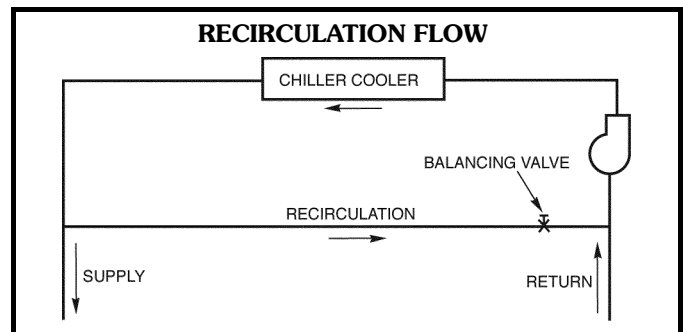 RECIRCULATION FLOW
CHILLER COOLER
BALANCING VALVE
RECIRCULATION
SUPPLY
RETURN